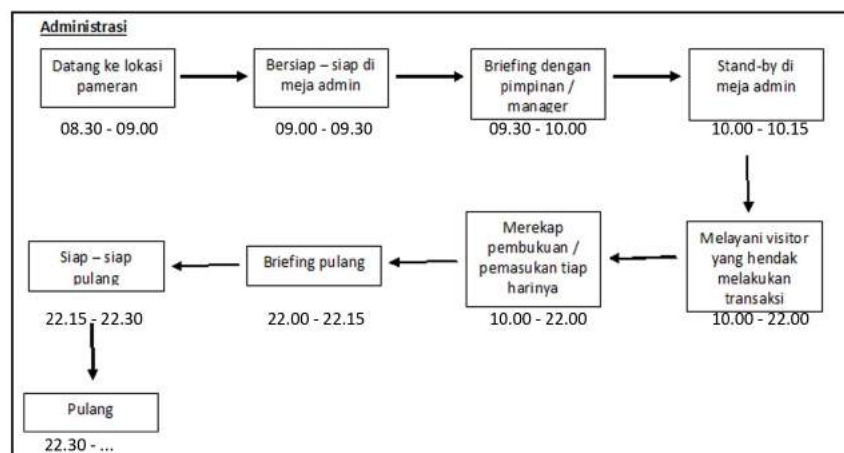 Administrasi
Datang ke lokasi
pameran
08.30 - 09.00
Bersiap – siap di
meja admin
09.00 - 09.30
Briefing dengan
pimpinan /
manager
09.30 - 10.00
Stand-by di
meja admin
10.00 - 10.15
Melayani visitor
yang hendak
melakukan
transaksi
10.00 - 22.00
Merekap
pembukuan /
pemasukan tiap
harinya
10.00 - 22.00
Briefing pulang
22.00 - 22.15
Siap – siap
pulang
22.15 - 22.30
Pulang
22.30 - ...